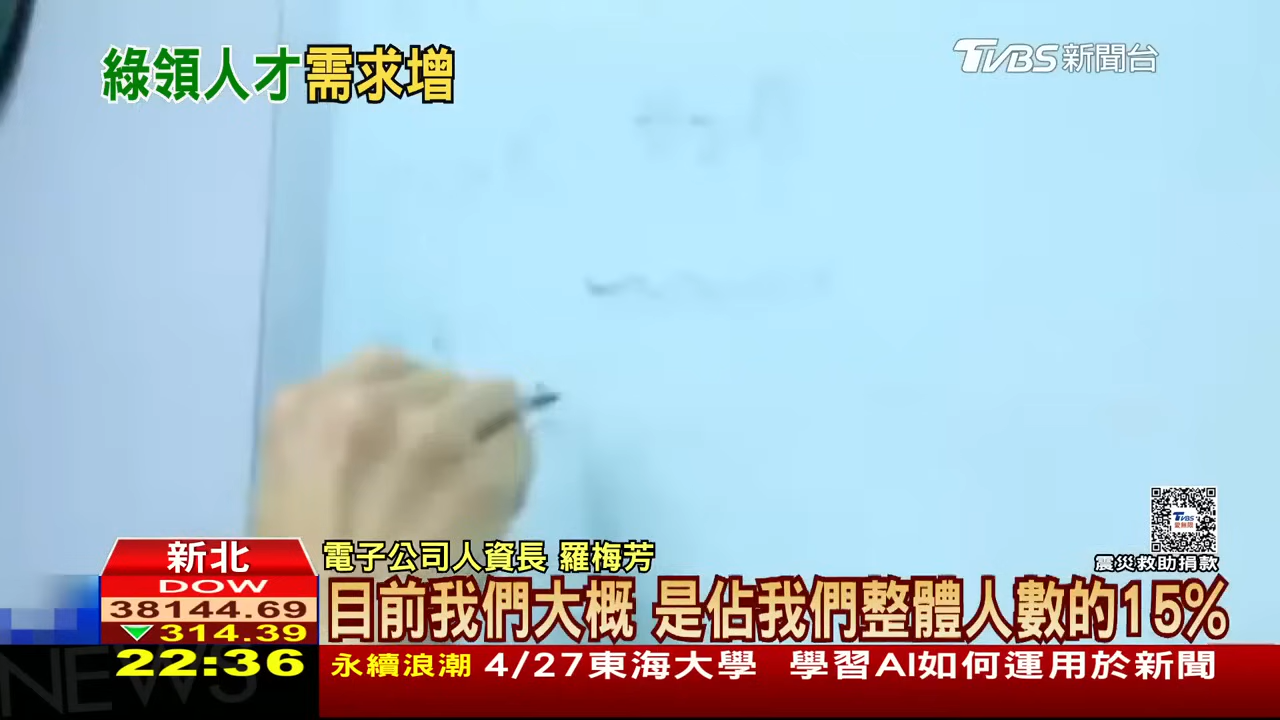 綠領人才需求增
TVBS新聞台
TVBS
震災救助捐款
新北
DOW
38144.69
▼314.39
22:36
電子公司人資長 羅梅芳
目前我們大概 是佔我們整體人數的15%
永續浪潮 4/27東海大學 學習AI如何運用於新聞
NEWS